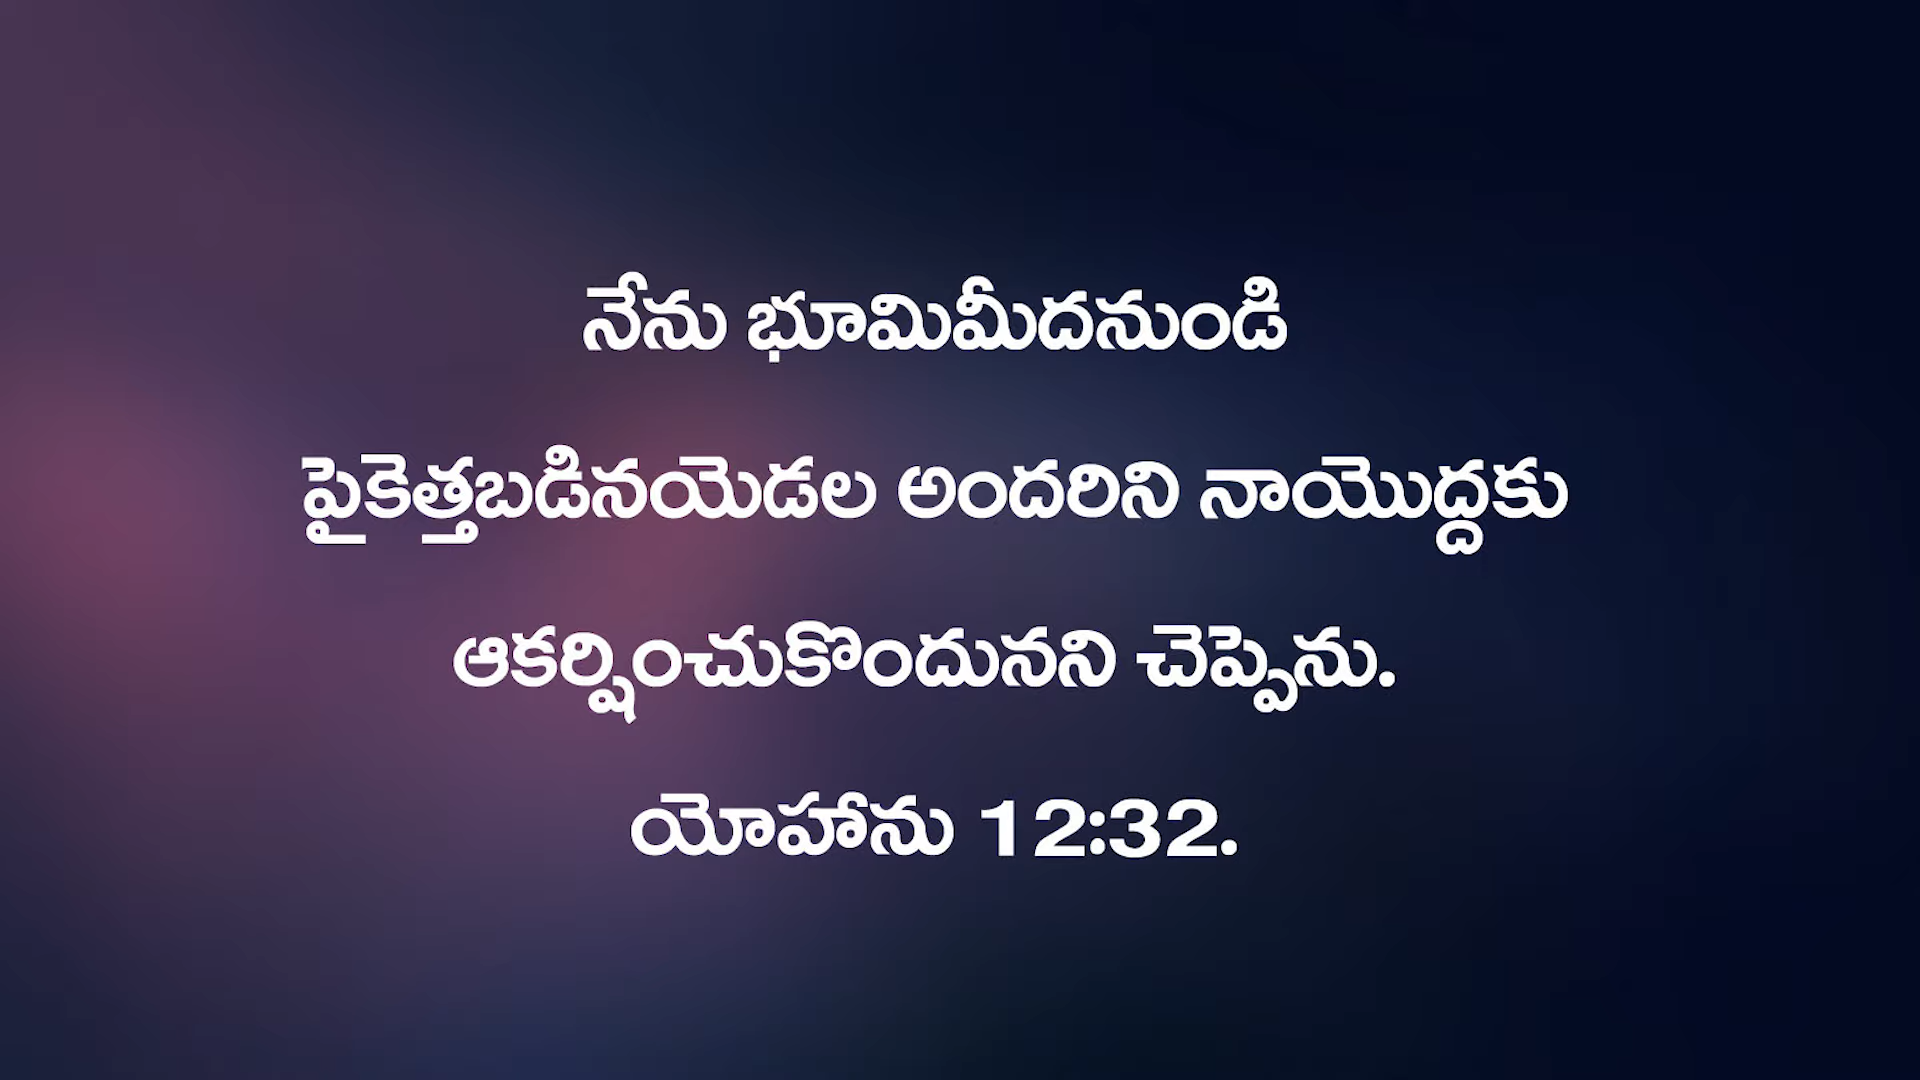 నేను భూమిమీదనుండి
పైకెత్తబడినయెడల అందరిని నాయొద్దకు
ఆకర్షించుకొందునని చెప్పెను.
యోహాను 12:32.